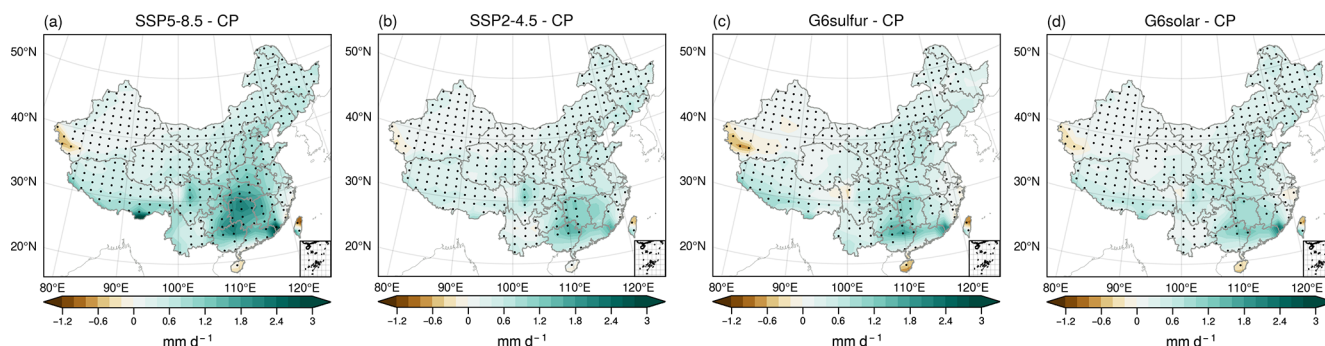 (a) SSP5-8.5 - CP
(b) SSP2-4.5 - CP
(c) G6sulfur - CP
(d) G6solar - CP
50°N
40°N
30°N
20°N
80°E 90°E 100°E 110°E 120°E
50°N
40°N
30°N
20°N
80°E 90°E 100°E 110°E 120°E
50°N
40°N
30°N
20°N
80°E 90°E 100°E 110°E 120°E
50°N
40°N
30°N
20°N
80°E 90°E 100°E 110°E 120°E
−1.2 −0.6 0 0.6 1.2 1.8 2.4 3
−1.2 −0.6 0 0.6 1.2 1.8 2.4 3
−1.2 −0.6 0 0.6 1.2 1.8 2.4 3
−1.2 −0.6 0 0.6 1.2 1.8 2.4 3
mm d⁻¹
mm d⁻¹
mm d⁻¹
mm d⁻¹